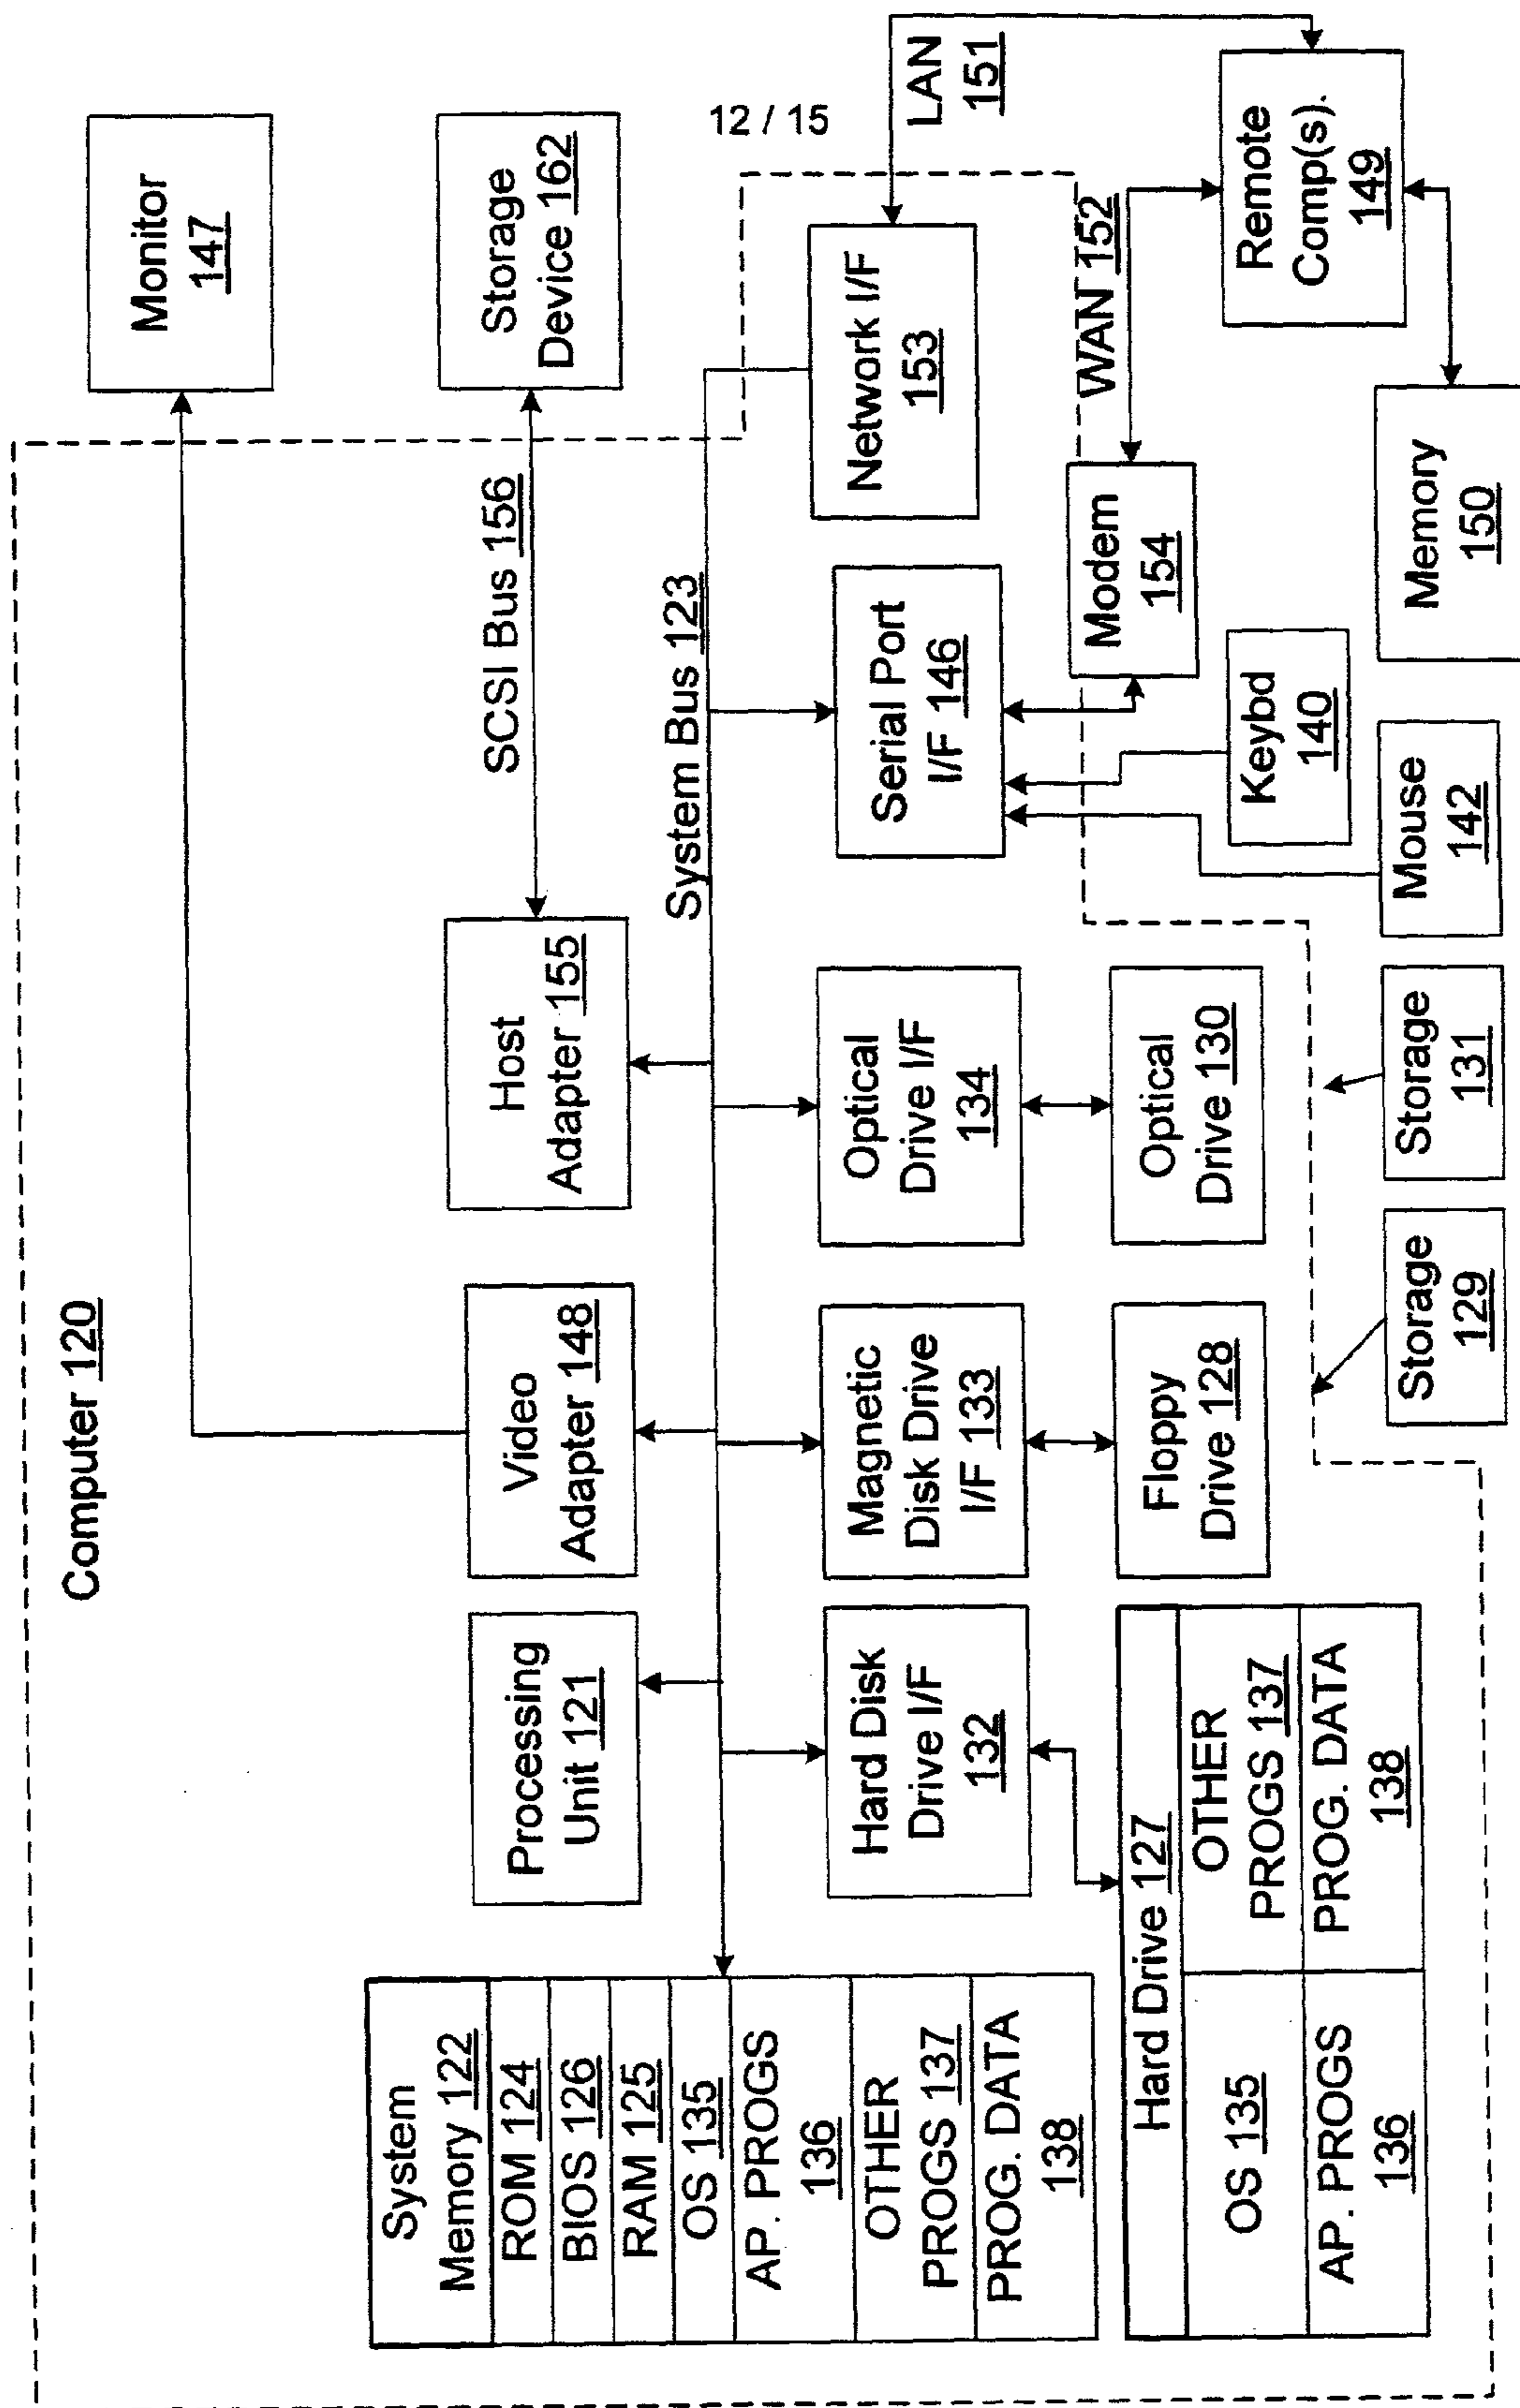 12 / 15
Computer 120
Monitor
147
System
Memory 122
ROM 124
BIOS 126
RAM 125
OS 135
AP. PROGS
136
OTHER
PROGS 137
PROG. DATA
138
Processing
Unit 121
Video
Adapter 148
Host
Adapter 155
SCSI Bus 156
Storage
Device 162
System Bus 123
Hard Disk
Drive I/F
132
Magnetic
Disk Drive
I/F 133
Optical
Drive I/F
134
Serial Port
I/F 146
Network I/F
153
LAN
151
Hard Drive 127
OS 135
OTHER
PROGS 137
AP. PROGS
136
PROG. DATA
138
Floppy
Drive 128
Optical
Drive 130
Modem
154
WAN 152
Remote
Comp(s).
149
Keybd
140
Storage
129
Storage
131
Mouse
142
Memory
150